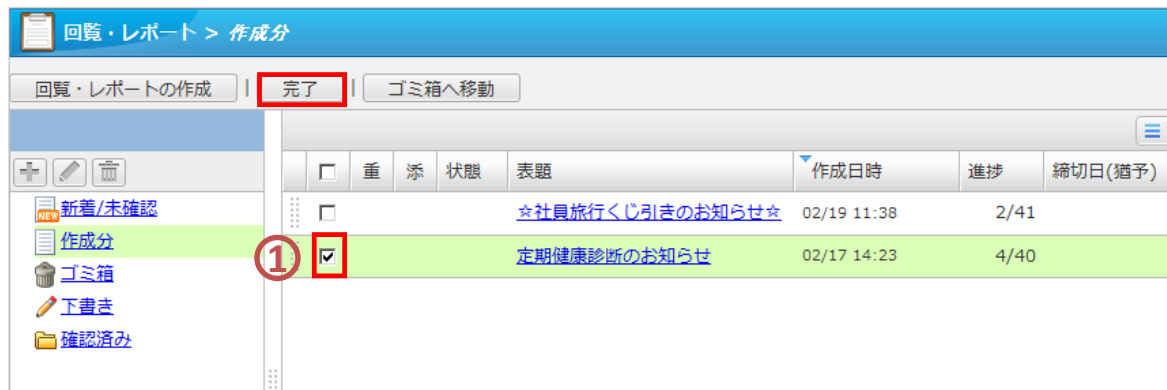 回覧・レポート > 作成分
回覧・レポートの作成 | 完了 | ゴミ箱へ移動
重 添 状態 表題 作成日時 進捗 締切日(猶予)
NEW 新着/未確認
☆社員旅行くじ引きのお知らせ☆ 02/19 11:38 2/41
作成分
① 定期健康診断のお知らせ 02/17 14:23 4/40
ゴミ箱
下書き
確認済み